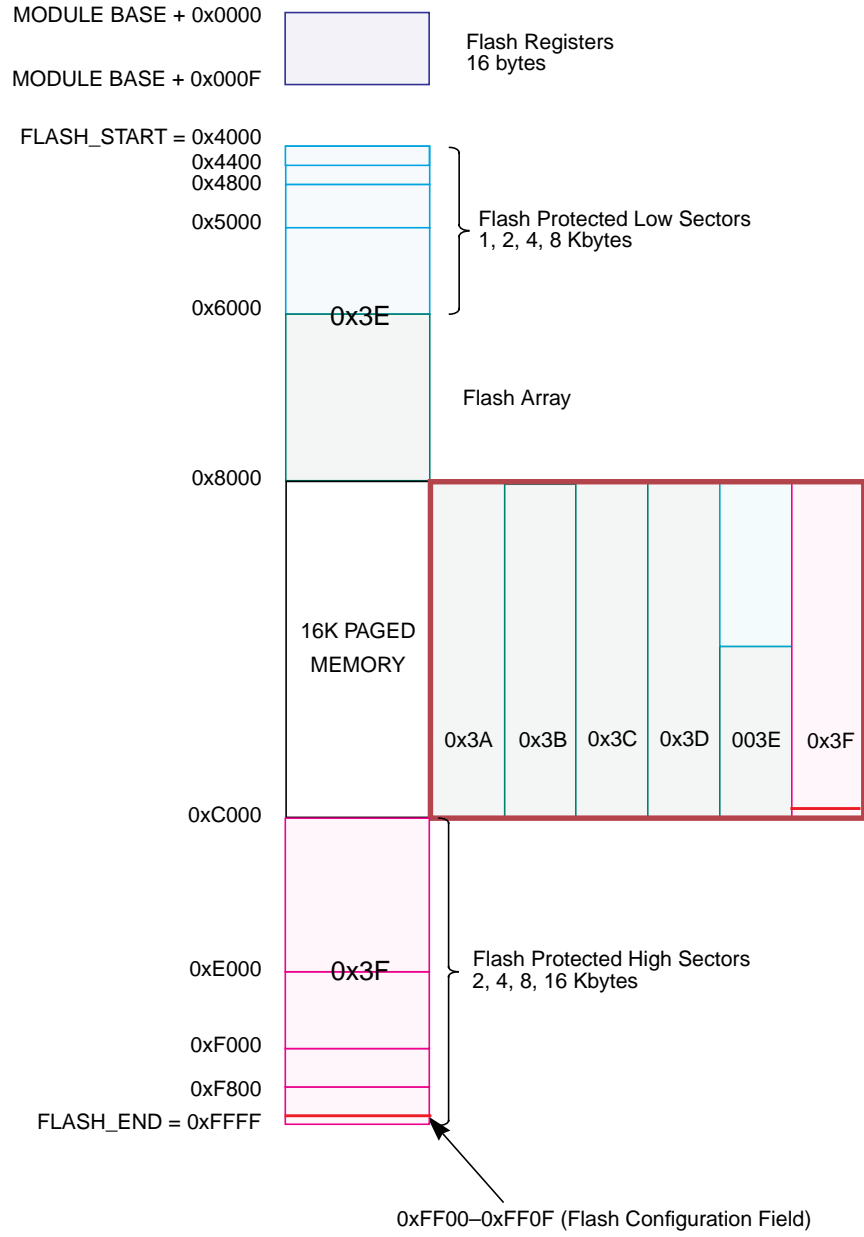 MODULE BASE + 0x0000
Flash Registers
16 bytes
MODULE BASE + 0x000F
FLASH_START = 0x4000
0x4400
0x4800
0x5000
Flash Protected Low Sectors
1, 2, 4, 8 Kbytes
0x6000
0x3E
Flash Array
0x8000
16K PAGED
MEMORY
0x3A 0x3B 0x3C 0x3D 003E 0x3F
0xC000
0xE000
0x3F
Flash Protected High Sectors
2, 4, 8, 16 Kbytes
0xF000
0xF800
FLASH_END = 0xFFFF
0xFF00–0xFF0F (Flash Configuration Field)